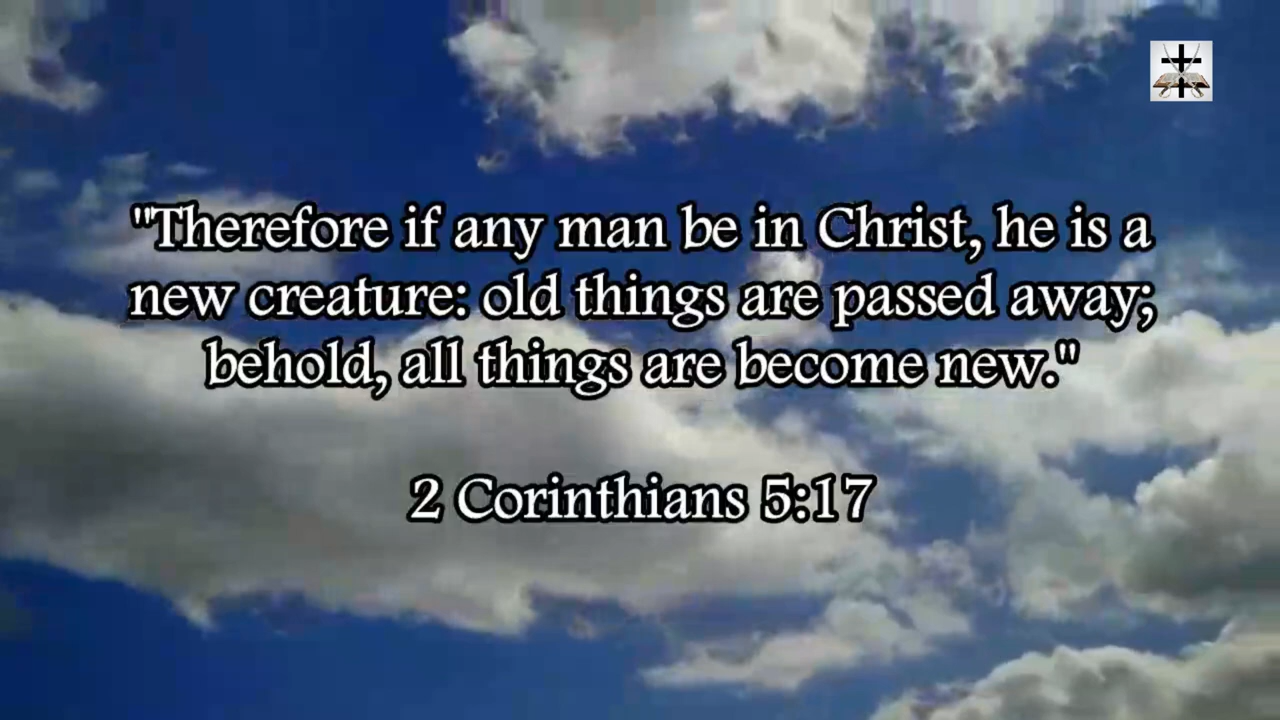 "Therefore if any man be in Christ, he is a
new creature: old things are passed away;
behold, all things are become new."
2 Corinthians 5:17